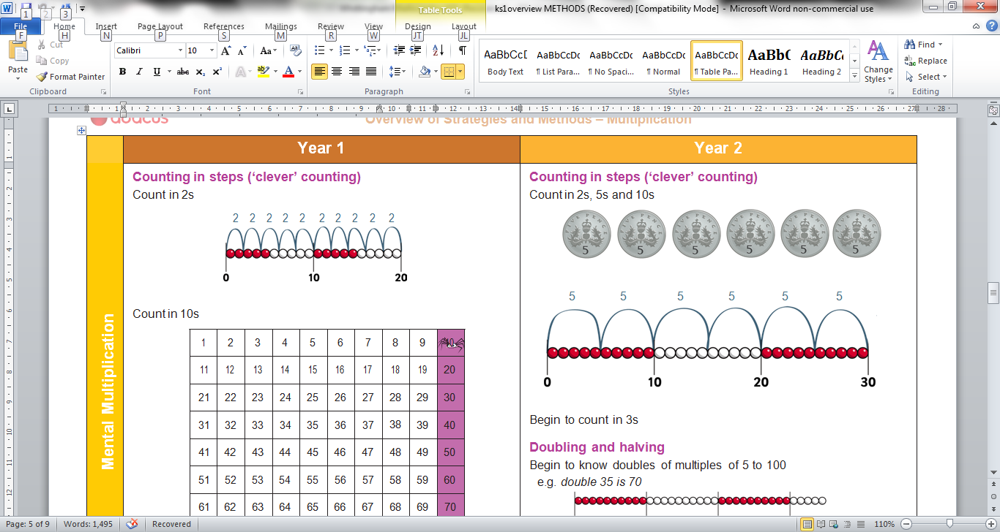 Table Tools
ks1overview METHODS (Recovered) [Compatibility Mode] - Microsoft Word non-commercial use
1 2 3
File Home Insert Page Layout References Mailings Review View Design Layout
F H N P S M R W JT JL
Paste
Cut
Copy
Format Painter
Calibri 10
B I U abc
AaBbCcDc AaBbCcDc AaBbCcDc AaBbCcDc AaBbCcDc AaBbC AaBbCc
Body Text ¶ List Para... ¶ No Spaci... ¶ Normal ¶ Table Pa... Heading 1 Heading 2
Change Styles
Find
Replace
Select
Clipboard Font Paragraph Styles Editing
1 1 2 3 4 5 6 7 8 9 10 11 12 13 14 15 16 17 18 19 20 21 22 23 24 25 26 27 28
abacus
Overview of Strategies and Methods – Multiplication
Year 1
Year 2
Mental Multiplication
Counting in steps (‘clever’ counting)
Count in 2s
2 2 2 2 2 2 2 2 2 2
0 10 20
Count in 10s
1 2 3 4 5 6 7 8 9 10
11 12 13 14 15 16 17 18 19 20
21 22 23 24 25 26 27 28 29 30
31 32 33 34 35 36 37 38 39 40
41 42 43 44 45 46 47 48 49 50
51 52 53 54 55 56 57 58 59 60
61 62 63 64 65 66 67 68 69 70
Counting in steps (‘clever’ counting)
Count in 2s, 5s and 10s
5 5 5 5 5 5
5 5 5 5 5 5
0 10 20 30
Begin to count in 3s
Doubling and halving
Begin to know doubles of multiples of 5 to 100
e.g. double 35 is 70
Page: 5 of 9 Words: 1,495 Recovered 110%